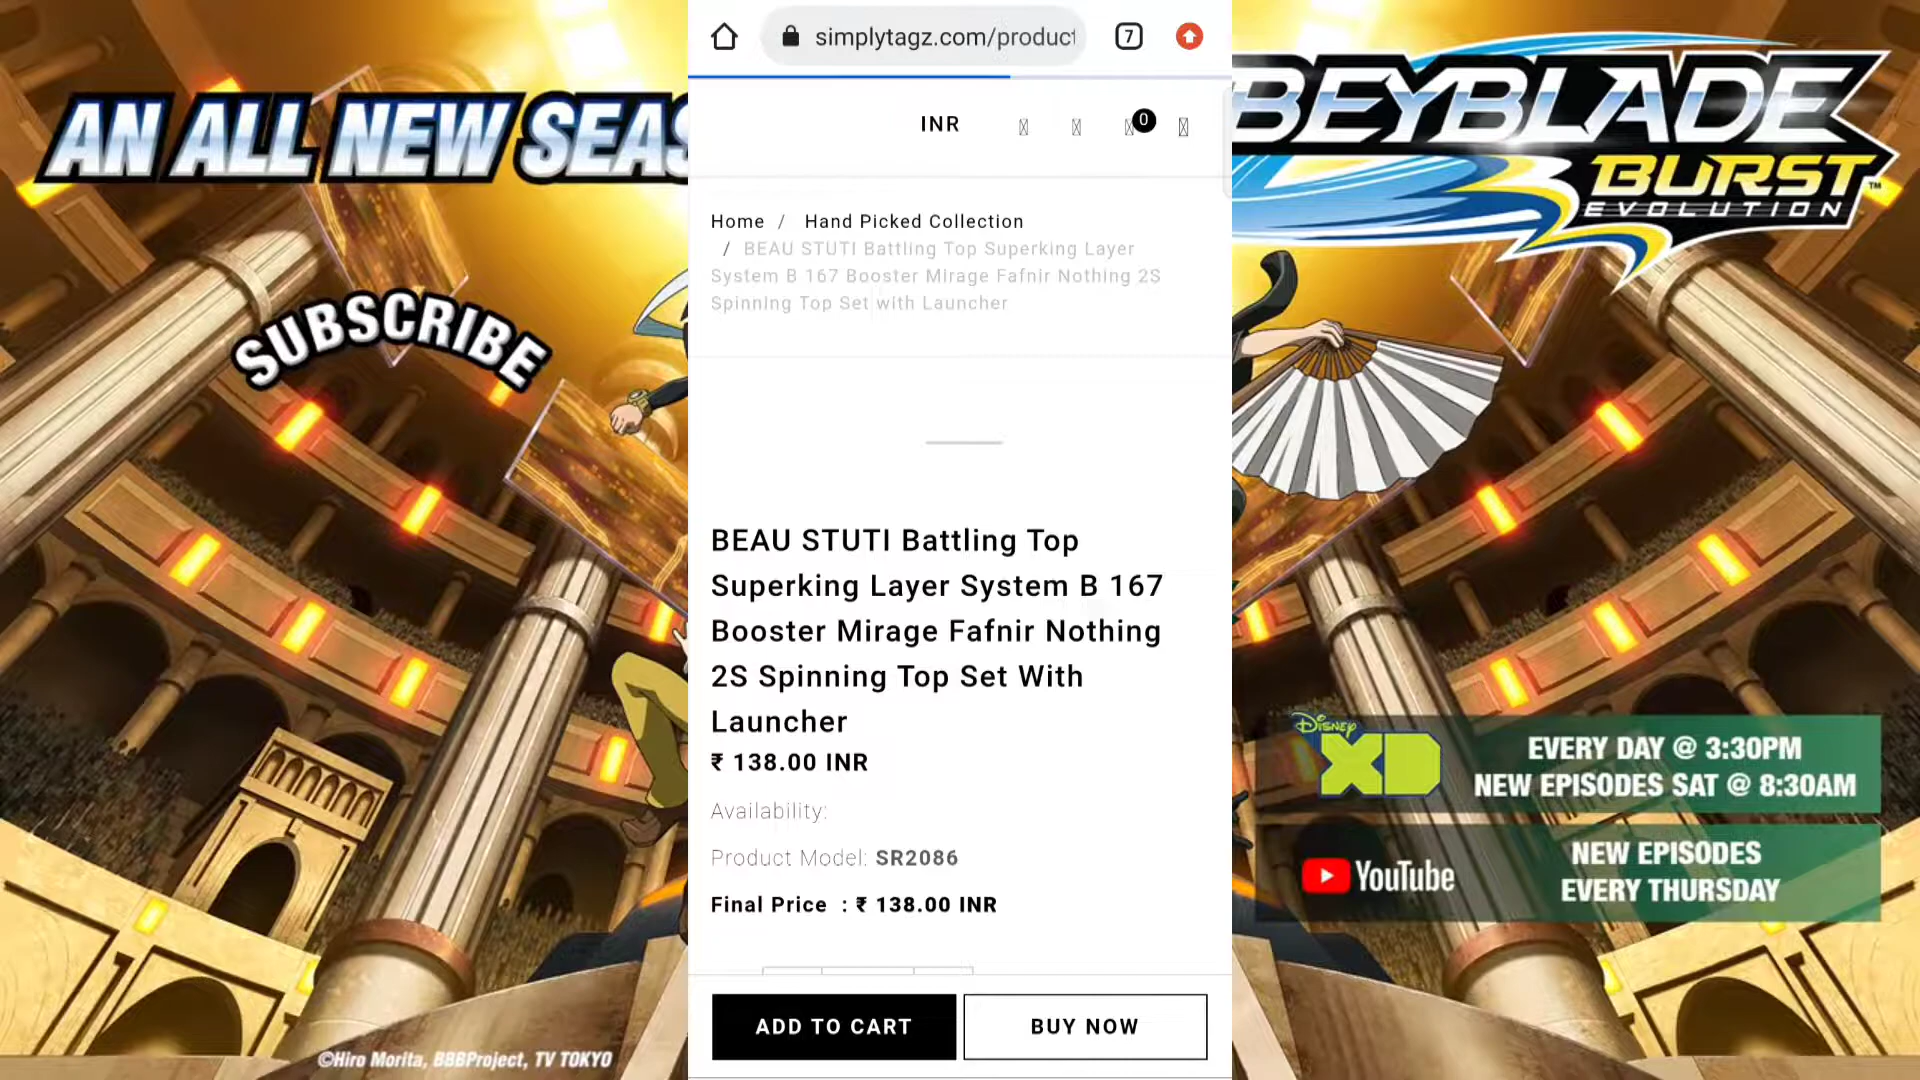 simplytagz.com/product
7
AN ALL NEW SEAS
SUBSCRIBE
BEYBLADE
BURST
EVOLUTION
TM
INR
0
Home / Hand Picked Collection
/ BEAU STUTI Battling Top Superking Layer
System B 167 Booster Mirage Fafnir Nothing 2S
Spinning Top Set with Launcher
BEAU STUTI Battling Top
Superking Layer System B 167
Booster Mirage Fafnir Nothing
2S Spinning Top Set With
Launcher
₹ 138.00 INR
Availability:
Product Model: SR2086
Final Price : ₹ 138.00 INR
ADD TO CART
BUY NOW
Disney
XD
EVERY DAY @ 3:30PM
NEW EPISODES SAT @ 8:30AM
YouTube
NEW EPISODES
EVERY THURSDAY
©Hiro Morita, BBBProject, TV TOKYO